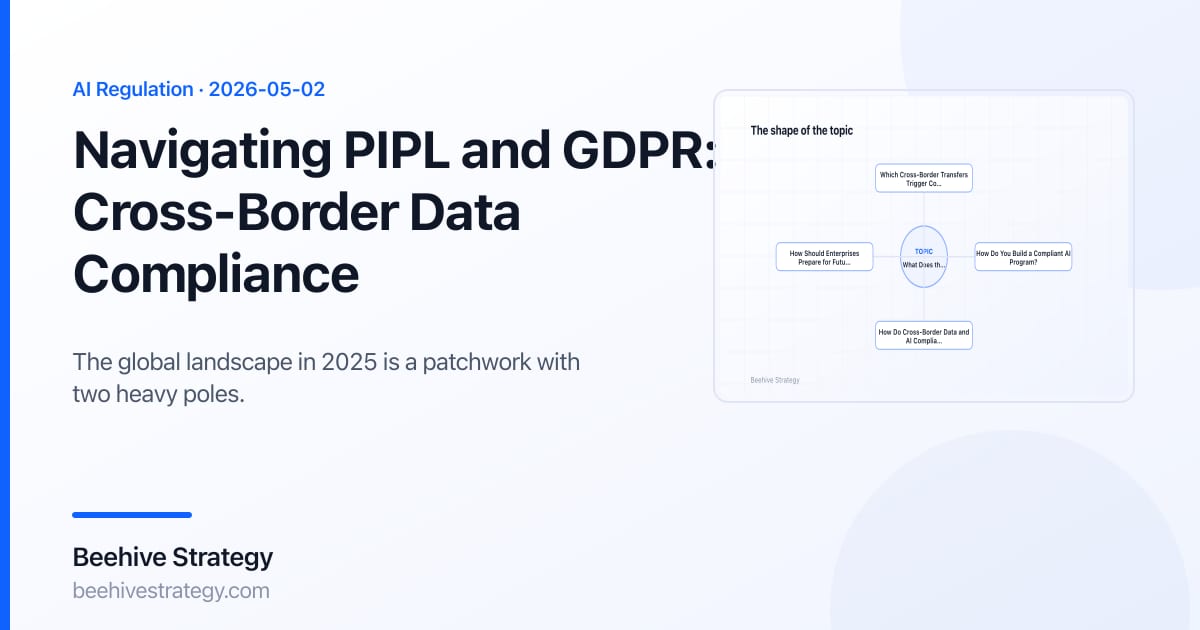 AI Regulation · 2026-05-02
Navigating PIPL and GDPR:
Cross-Border Data
Compliance
The global landscape in 2025 is a patchwork with
two heavy poles.
Beehive Strategy
beehivestrategy.com
The shape of the topic
Which Cross-Border Transfers
Trigger Co...
How Should Enterprises
Prepare for Futu...
TOPIC
What Does th...
How Do You Build a Compliant AI
Program?
How Do Cross-Border Data and
AI Complia...
Beehive Strategy